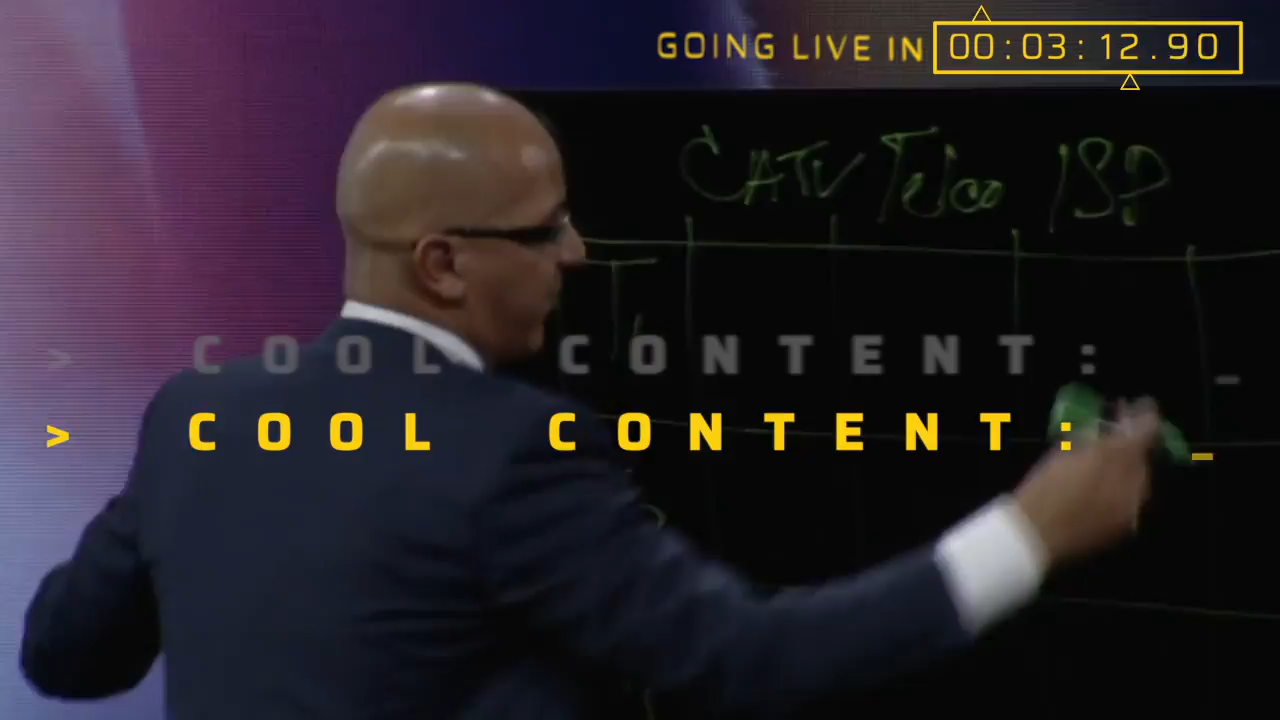 GOING LIVE IN 00:03:12.90
CATV Telco ISP
> COOL CONTENT: _
> COOL CONTENT: _